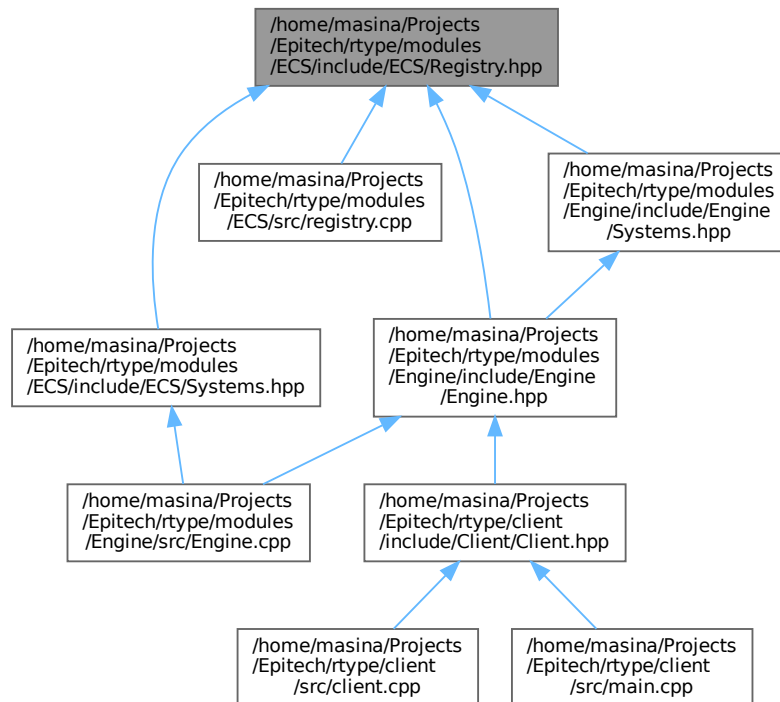 /home/masina/Projects
/Epitech/rtype/modules
/ECS/include/ECS/Registry.hpp
/home/masina/Projects
/Epitech/rtype/modules
/ECS/src/registry.cpp
/home/masina/Projects
/Epitech/rtype/modules
/Engine/include/Engine
/Systems.hpp
/home/masina/Projects
/Epitech/rtype/modules
/ECS/include/ECS/Systems.hpp
/home/masina/Projects
/Epitech/rtype/modules
/Engine/include/Engine
/Engine.hpp
/home/masina/Projects
/Epitech/rtype/modules
/Engine/src/Engine.cpp
/home/masina/Projects
/Epitech/rtype/client
/include/Client/Client.hpp
/home/masina/Projects
/Epitech/rtype/client
/src/client.cpp
/home/masina/Projects
/Epitech/rtype/client
/src/main.cpp